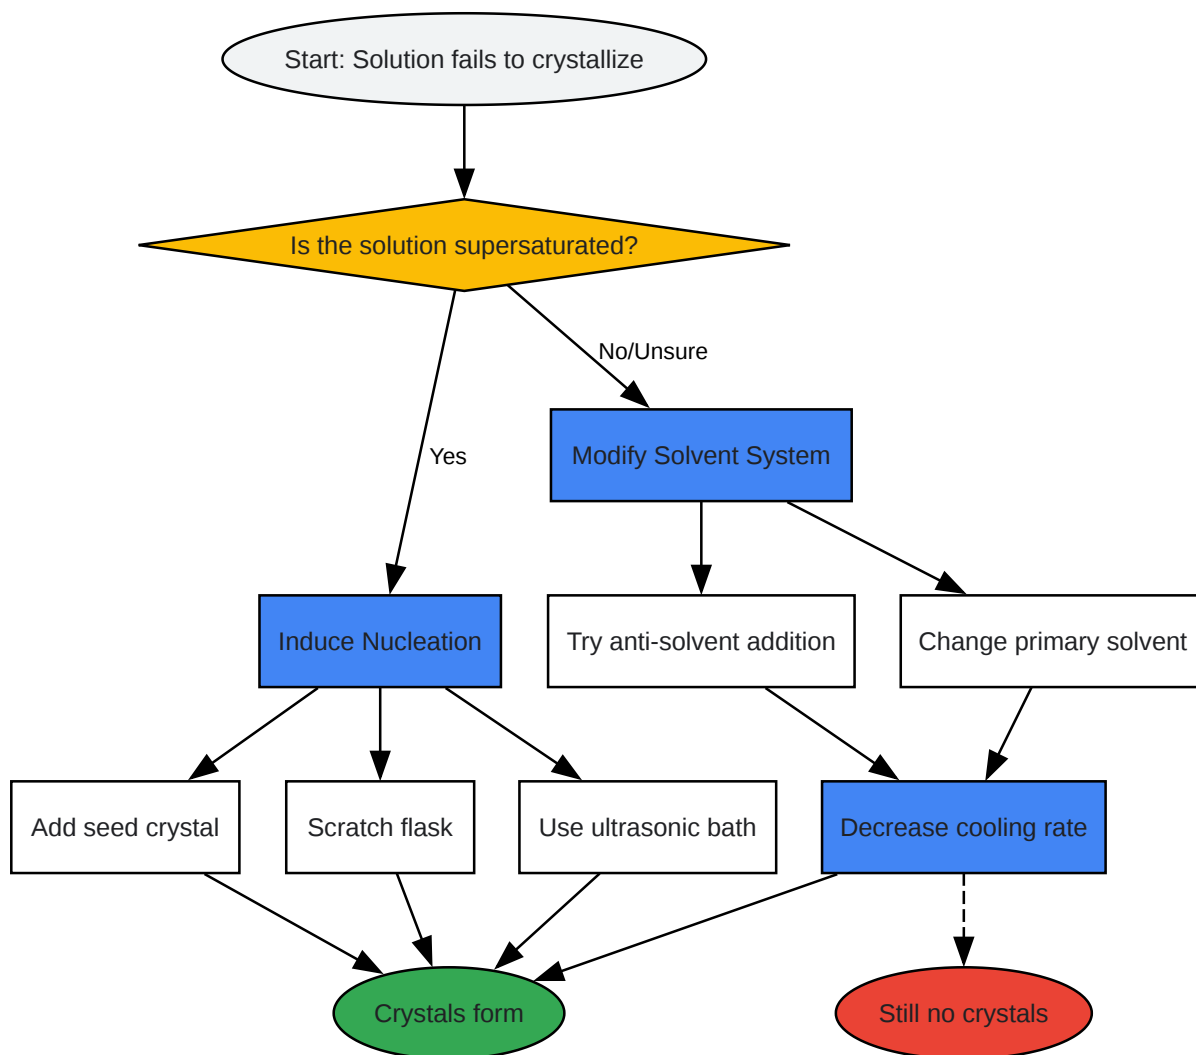 Start: Solution fails to crystallize
Is the solution supersaturated?
No/Unsure
Yes
Modify Solvent System
Induce Nucleation
Try anti-solvent addition
Change primary solvent
Add seed crystal
Scratch flask
Use ultrasonic bath
Decrease cooling rate
Crystals form
Still no crystals